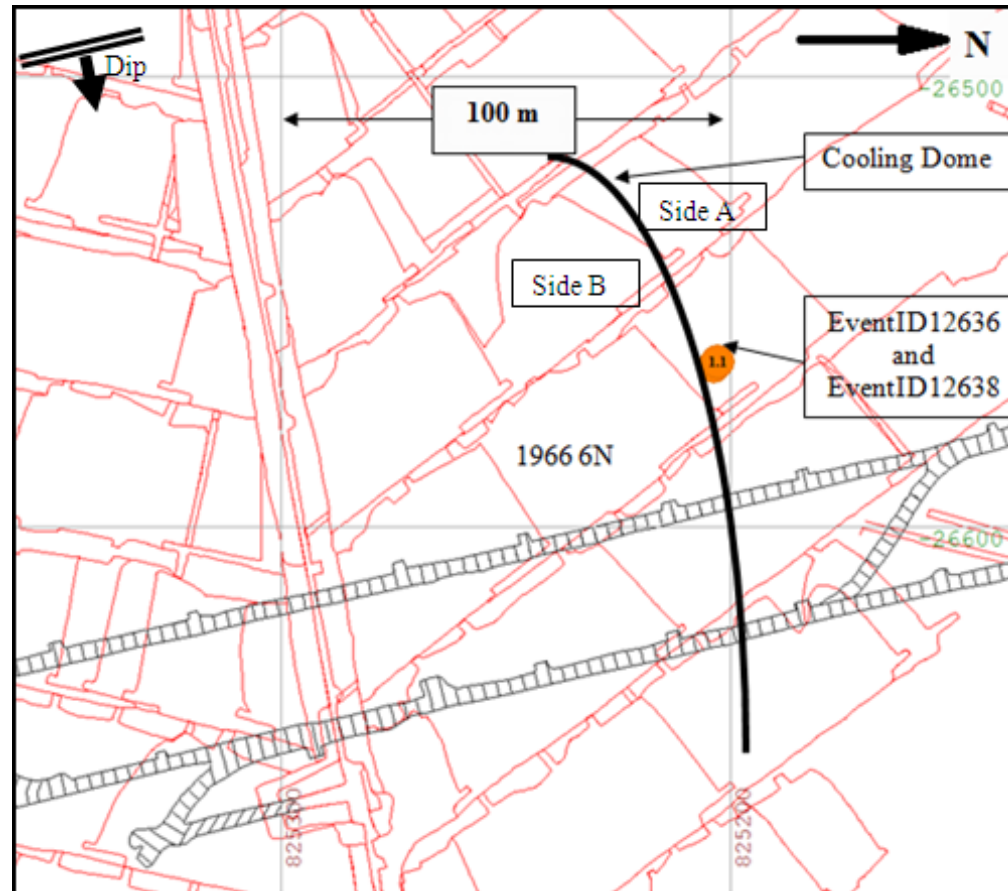 Dip
N
-26500
100 m
Cooling Dome
Side A
Side B
EventID12636
and
EventID12638
1.1
1966 6N
-26600
825300
825200